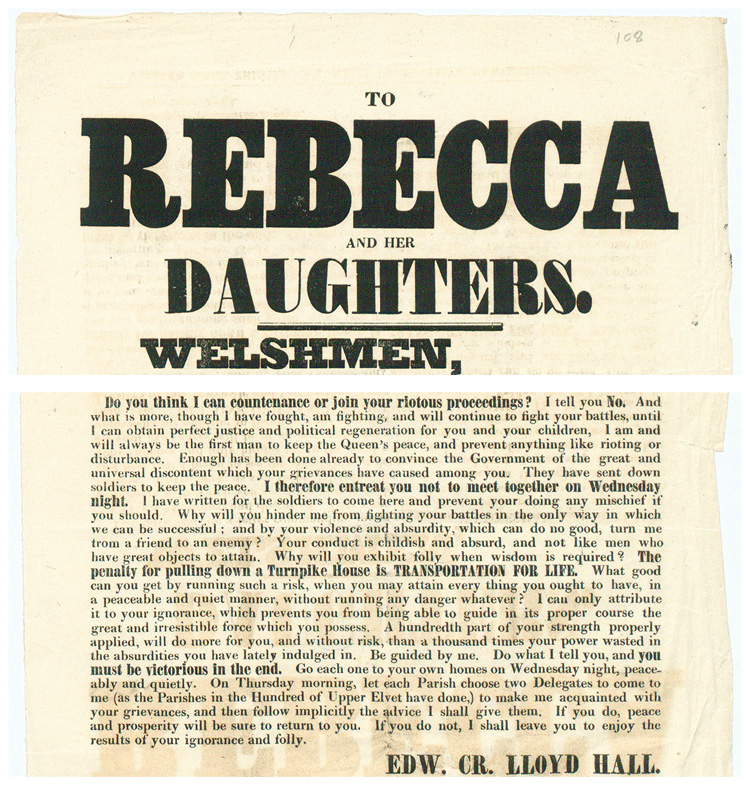 108
TO
REBECCA
AND HER
DAUGHTERS.
WELSHMEN,
Do you think I can countenance or join your riotous proceedings? I tell you No. And
what is more, though I have fought, am fighting, and will continue to fight your battles, until
I can obtain perfect justice and political regeneration for you and your children, I am and
will always be the first man to keep the Queen's peace, and prevent anything like rioting or
disturbance. Enough has been done already to convince the Government of the great and
universal discontent which your grievances have caused among you. They have sent down
soldiers to keep the peace. I therefore entreat you not to meet together on Wednesday
night. I have written for the soldiers to come here and prevent your doing any mischief if
you should. Why will you hinder me from fighting your battles in the only way in which
we can be successful; and by your violence and absurdity, which can do no good, turn me
from a friend to an enemy? Your conduct is childish and absurd, and not like men who
have great objects to attain. Why will you exhibit folly when wisdom is required? The
penalty for pulling down a Turnpike House is TRANSPORTATION FOR LIFE. What good
can you get by running such a risk, when you may attain every thing you ought to have, in
a peaceable and quiet manner, without running any danger whatever? I can only attribute
it to your ignorance, which prevents you from being able to guide in its proper course the
great and irresistible force which you possess. A hundredth part of your strength properly
applied, will do more for you, and without risk, than a thousand times your power wasted in
the absurdities you have lately indulged in. Be guided by me. Do what I tell you, and you
must be victorious in the end. Go each one to your own homes on Wednesday night, peace-
ably and quietly. On Thursday morning, let each Parish choose two Delegates to come to
me (as the Parishes in the Hundred of Upper Elvet have done,) to make me acquainted with
your grievances, and then follow implicitly the advice I shall give them. If you do, peace
and prosperity will be sure to return to you. If you do not, I shall leave you to enjoy the
results of your ignorance and folly.
EDW. CR. LLOYD HALL.